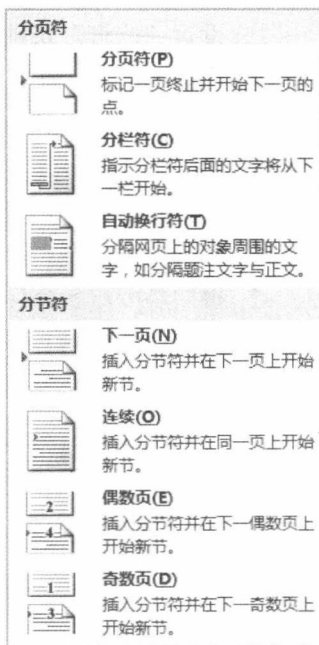 分页符
分页符(P)
标记一页终止并开始下一页的
点。
分栏符(C)
指示分栏符后面的文字将从下
一栏开始。
自动换行符(T)
分隔网页上的对象周围的文
字，如分隔题注文字与正文。
分节符
下一页(N)
插入分节符并在下一页上开始
新节。
连续(O)
插入分节符并在同一页上开始
新节。
2
4
偶数页(E)
插入分节符并在下一偶数页上
开始新节。
1
3
奇数页(D)
插入分节符并在下一奇数页上
开始新节。